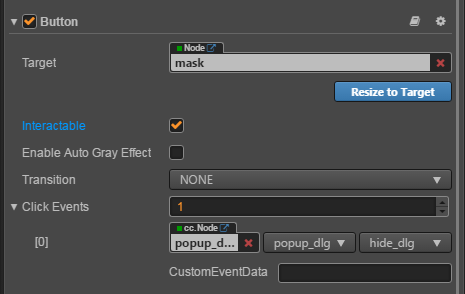 Button
Node
Target mask
Resize to Target
Interactable
Enable Auto Gray Effect
Transition NONE
Click Events 1
cc.Node
[0] popup_d... popup_dlg hide_dlg
CustomEventData